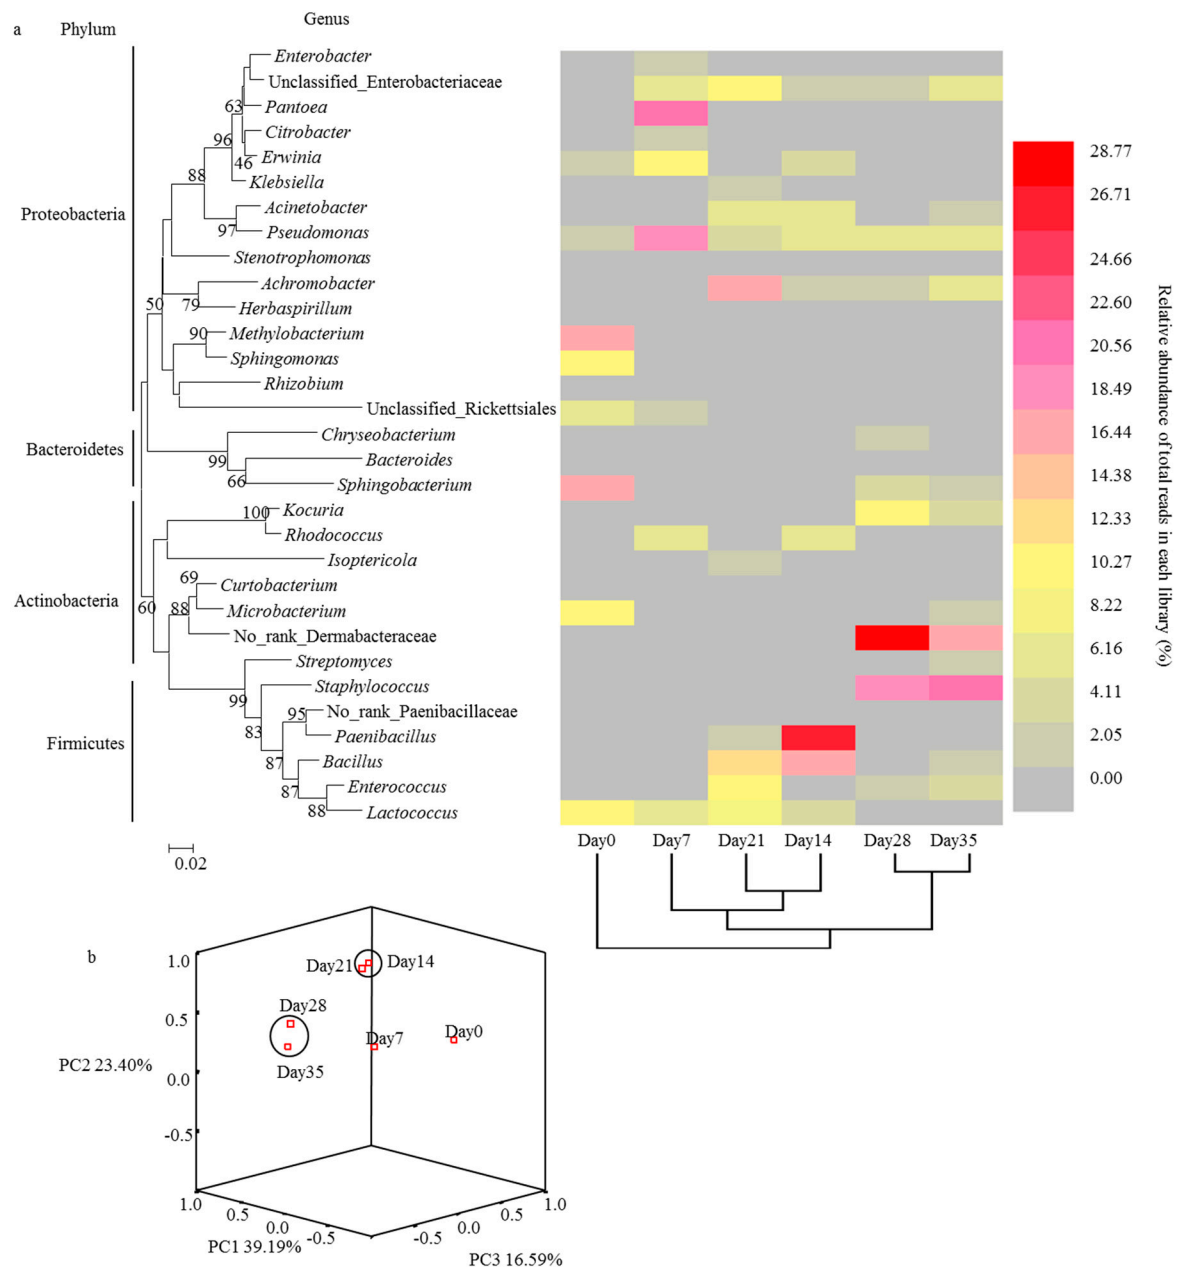 a
Phylum
Genus
Enterobacter
Unclassified_Enterobacteriaceae
Pantoea
Citrobacter
Erwinia
Klebsiella
Acinetobacter
Pseudomonas
Stenotrophomonas
Achromobacter
Herbaspirillum
Methylobacterium
Sphingomonas
Rhizobium
Unclassified_Rickettsiales
Chryseobacterium
Bacteroides
Sphingobacterium
Kocuria
Rhodococcus
Isoptericola
Curtobacterium
Microbacterium
No_rank_Dermabacteraceae
Streptomyces
Staphylococcus
No_rank_Paenibacillaceae
Paenibacillus
Bacillus
Enterococcus
Lactococcus
Proteobacteria
Bacteroidetes
Actinobacteria
Firmicutes
63
96
46
88
97
50
79
90
99
66
100
69
60
88
99
95
83
87
87
88
0.02
Day0
Day7
Day21
Day14
Day28
Day35
28.77
26.71
24.66
22.60
20.56
18.49
16.44
14.38
12.33
10.27
8.22
6.16
4.11
2.05
0.00
Relative abundance of total reads in each library (%)
b
1.0
0.5
0.0
-0.5
PC2 23.40%
Day21
Day14
Day28
Day35
Day7
Day0
1.0
0.5
0.0
-0.5
PC1 39.19%
-0.5
0.0
0.5
1.0
PC3 16.59%